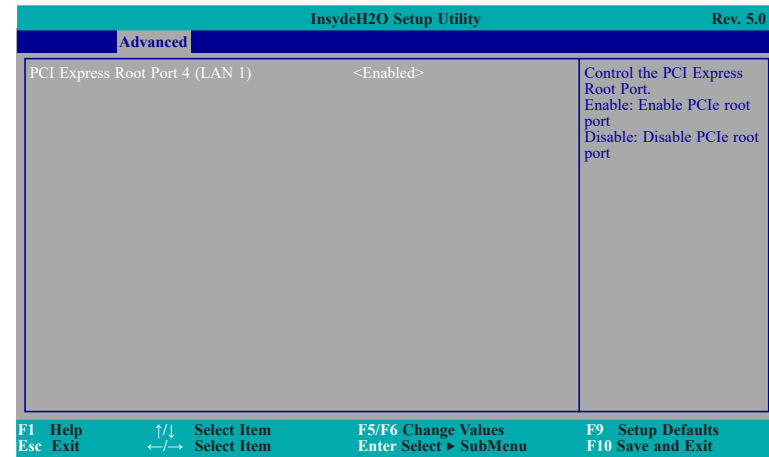 InsydeH2O Setup Utility Rev. 5.0
Advanced
PCI Express Root Port 4 (LAN 1) <Enabled>
Control the PCI Express
Root Port.
Enable: Enable PCIe root
port
Disable: Disable PCIe root
port
F1 Help ↑/↓ Select Item F5/F6 Change Values F9 Setup Defaults
Esc Exit ←/→ Select Item Enter Select ► SubMenu F10 Save and Exit